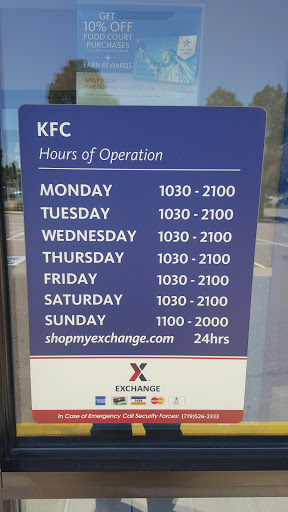 GET
10% OFF
FOOD COURT
PURCHASES
+
EARN REWARDS
KFC
Hours of Operation
MONDAY 1030 - 2100
TUESDAY 1030 - 2100
WEDNESDAY 1030 - 2100
THURSDAY 1030 - 2100
FRIDAY 1030 - 2100
SATURDAY 1030 - 2100
SUNDAY 1100 - 2000
shopmyexchange.com 24hrs
X
EXCHANGE
In Case of Emergency Call Security Forces: (719)526-2333